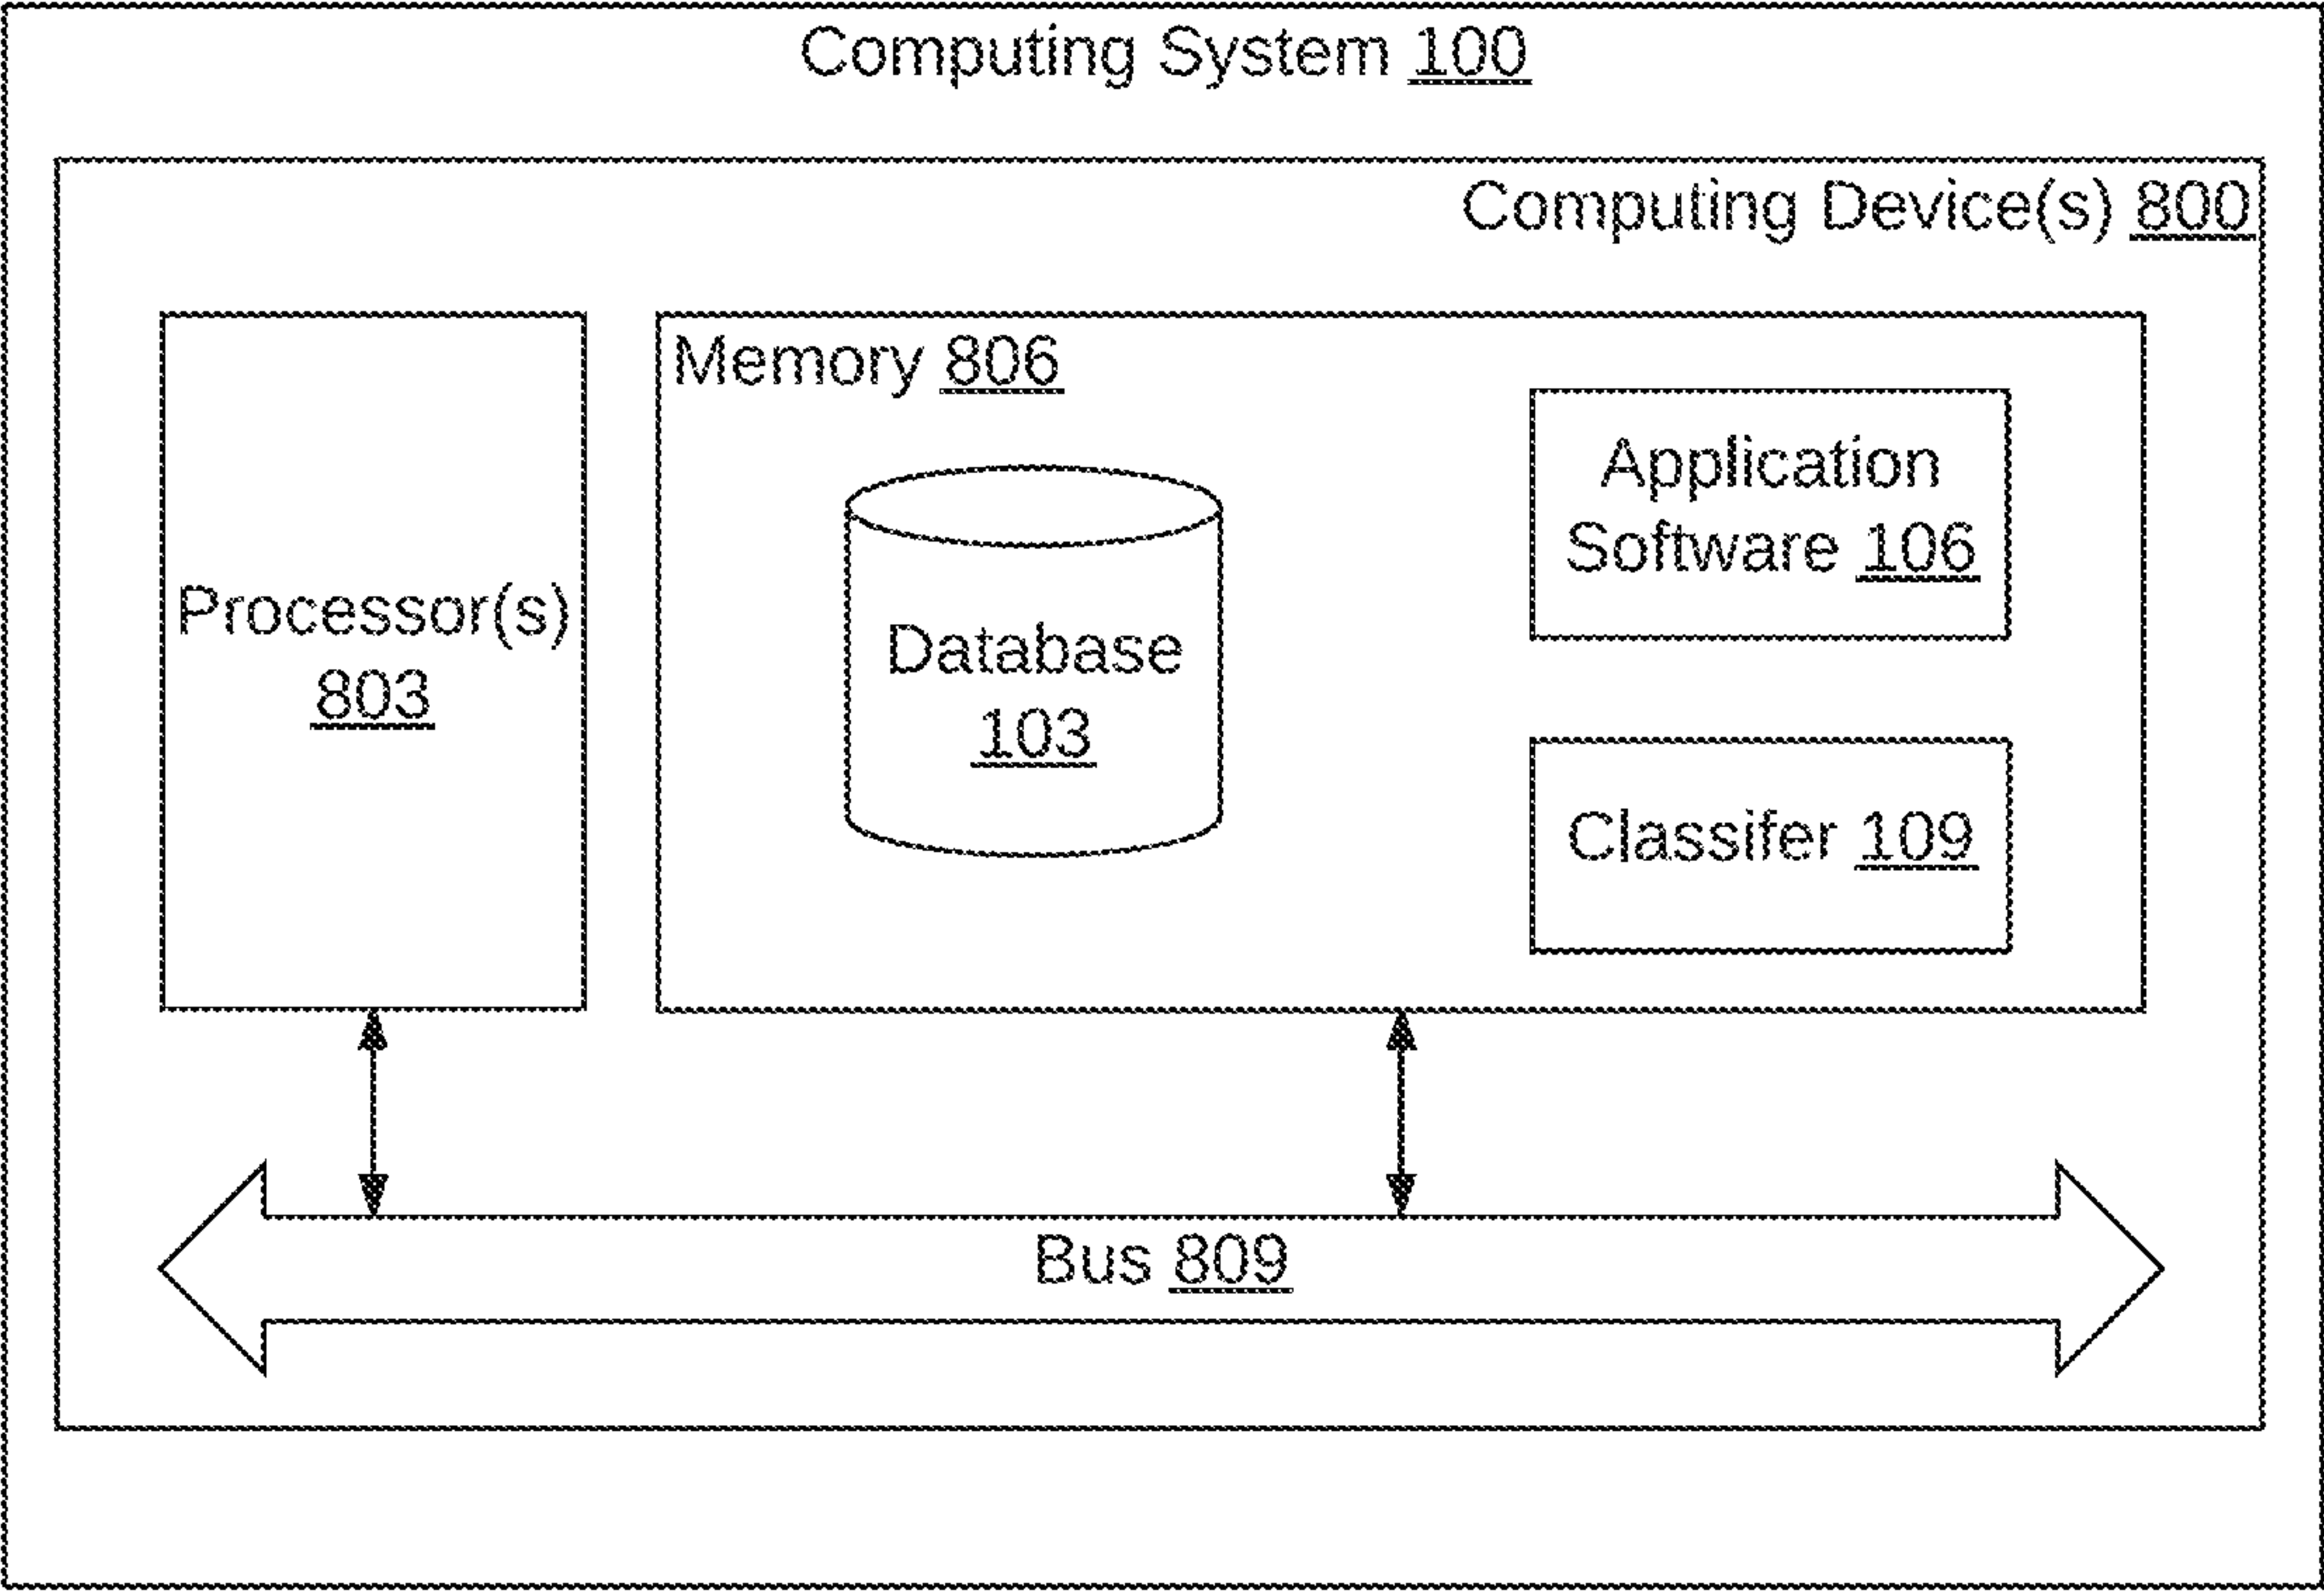 Computing System 100
Computing Device(s) 800
Processor(s)
803
Memory 806
Database
103
Application
Software 106
Classifer 109
Bus 809